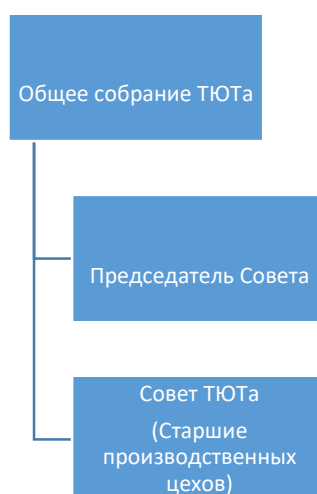 Общее собрание ТЮТа
Председатель Совета
Совет ТЮТа
(Старшие
производственных
цехов)